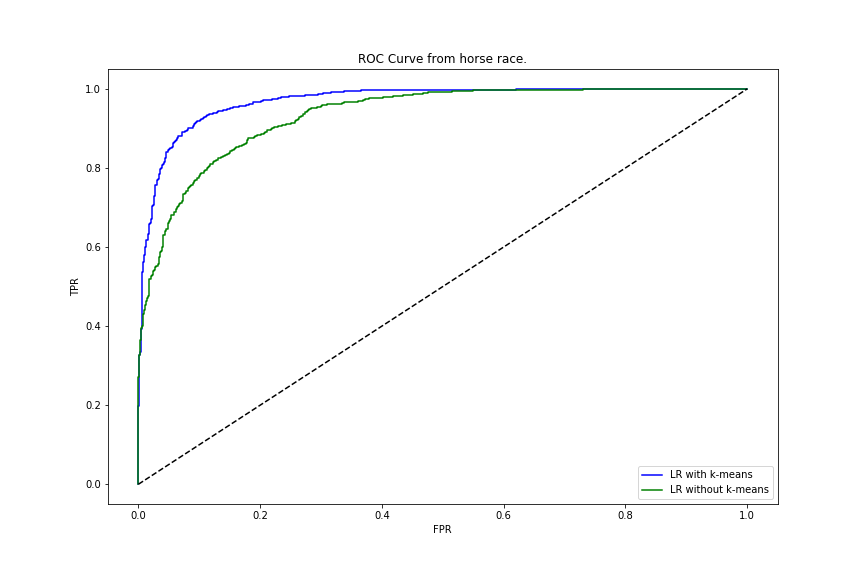 ROC Curve from horse race.
1.0
0.8
0.6
0.4
0.2
0.0
TPR
0.0 0.2 0.4 0.6 0.8 1.0
FPR
LR with k-means
LR without k-means